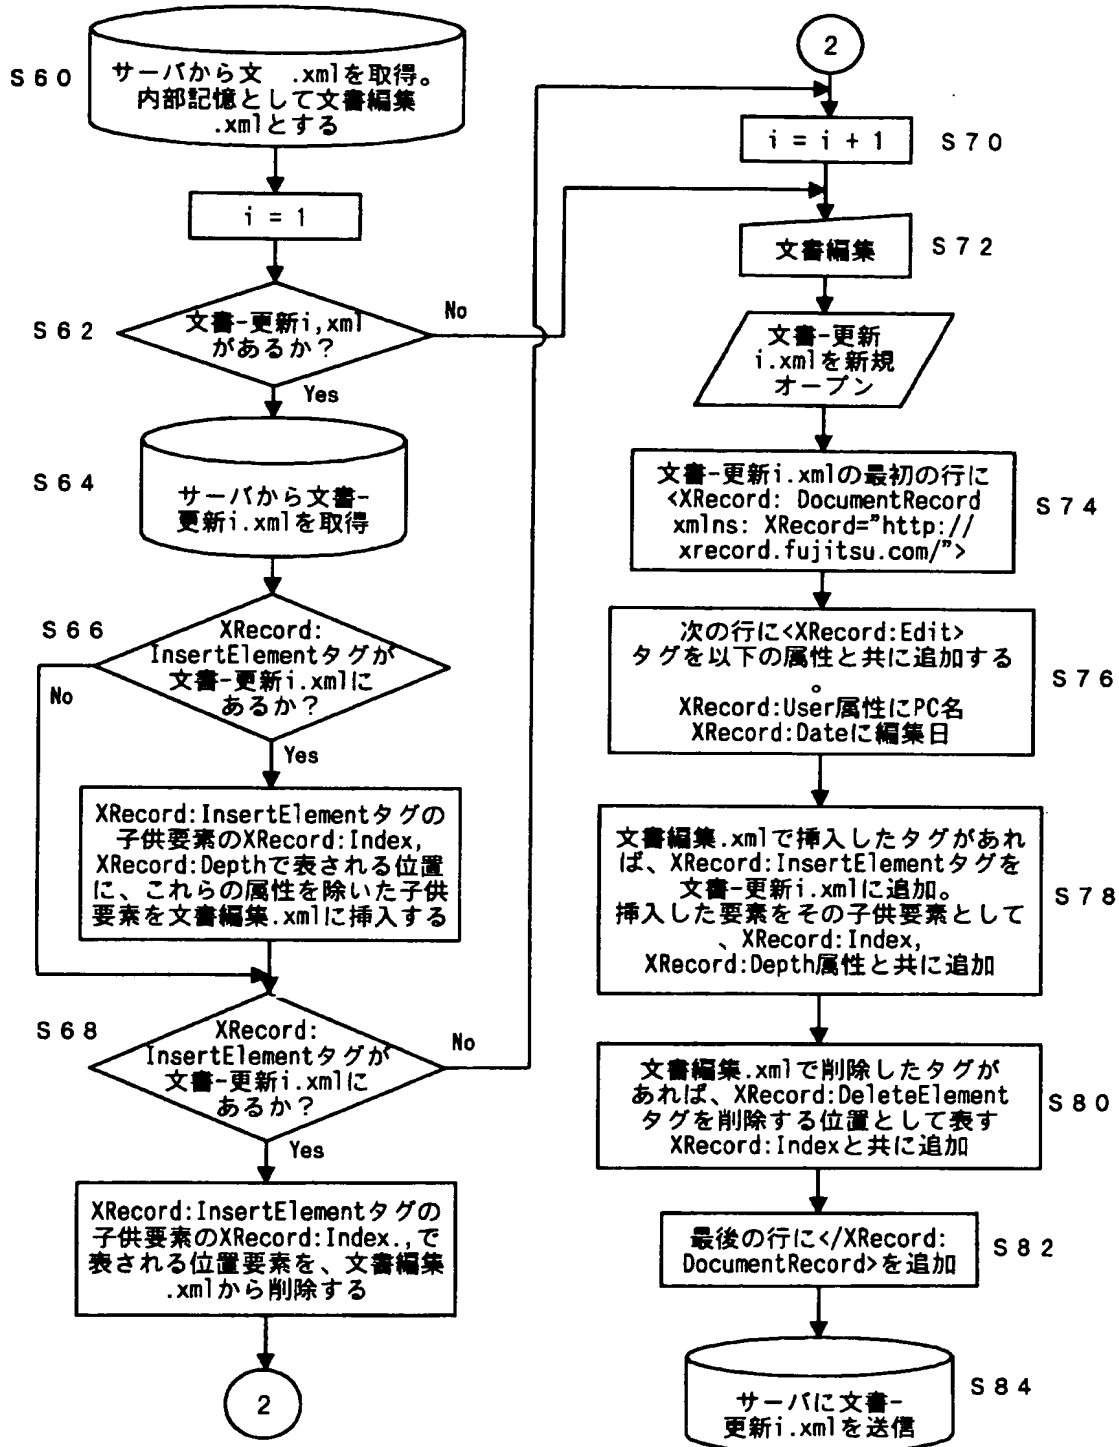 S60
サーバから文　.xmlを取得。
内部記憶として文書編集
.xmlとする
i = 1
S62
文書-更新i,xml
があるか？
No
Yes
S64
サーバから文書-
更新i.xmlを取得
S66
XRecord:
InsertElementタグが
文書-更新i.xmlに
あるか？
No
Yes
XRecord:InsertElementタグの
子供要素のXRecord:Index,
XRecord:Depthで表される位置
に、これらの属性を除いた子供
要素を文書編集.xmlに挿入する
S68
XRecord:
InsertElementタグが
文書-更新i.xmlに
あるか？
No
Yes
XRecord:InsertElementタグの
子供要素のXRecord:Index.,で
表される位置要素を、文書編集
.xmlから削除する
2
2
i = i + 1
S70
文書編集
S72
文書-更新
i.xmlを新規
オープン
文書-更新i.xmlの最初の行に
<XRecord: DocumentRecord
xmlns: XRecord=”http://
xrecord.fujitsu.com/”>
S74
次の行に<XRecord:Edit>
タグを以下の属性と共に追加する
。
XRecord:User属性にPC名
XRecord:Dateに編集日
S76
文書編集.xmlで挿入したタグがあれ
ば、XRecord:InsertElementタグを
文書-更新i.xmlに追加。
挿入した要素をその子供要素として
、XRecord:Index,
XRecord:Depth属性と共に追加
S78
文書編集.xmlで削除したタグが
あれば、XRecord:DeleteElement
タグを削除する位置として表す
XRecord:Indexと共に追加
S80
最後の行に</XRecord:
DocumentRecord>を追加
S82
サーバに文書-
更新i.xmlを送信
S84